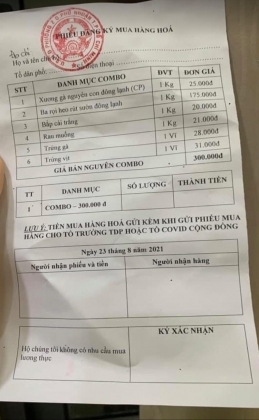 PHIẾU ĐĂNG KÝ MUA HÀNG HOÁ
Địa chỉ
Họ và tên chủ điện thoại
Tổ dân phố:
STT DANH MỤC COMBO ĐVT ĐƠN GIÁ
1 Xương gà nguyên con đông lạnh (CP) 1 Kg 25.000đ
2 Ba rọi heo rút sườn đông lạnh 1 Kg 175.000đ
3 Bắp cải trắng 1 Kg 20.000đ
4 Rau muống 1 Kg 21.000đ
5 Trứng gà 1 Vỉ 28.000đ
6 Trứng vịt 1 Vỉ 31.000đ
GIÁ BÁN NGUYÊN COMBO 300.000đ
TT DANH MỤC SỐ LƯỢNG THÀNH TIỀN
1 COMBO – 300.000 đ
LƯU Ý: TIỀN MUA HÀNG HOÁ GỬI KÈM KHI GỬI PHIẾU MUA
HÀNG CHO TỔ TRƯỞNG TDP HOẶC TỔ COVID CỘNG ĐỒNG
Ngày 23 tháng 8 năm 2021
Người nhận phiếu và tiền Người nhận hàng
KÝ XÁC NHẬN
Hộ chúng tôi không có nhu cầu mua
lương thực